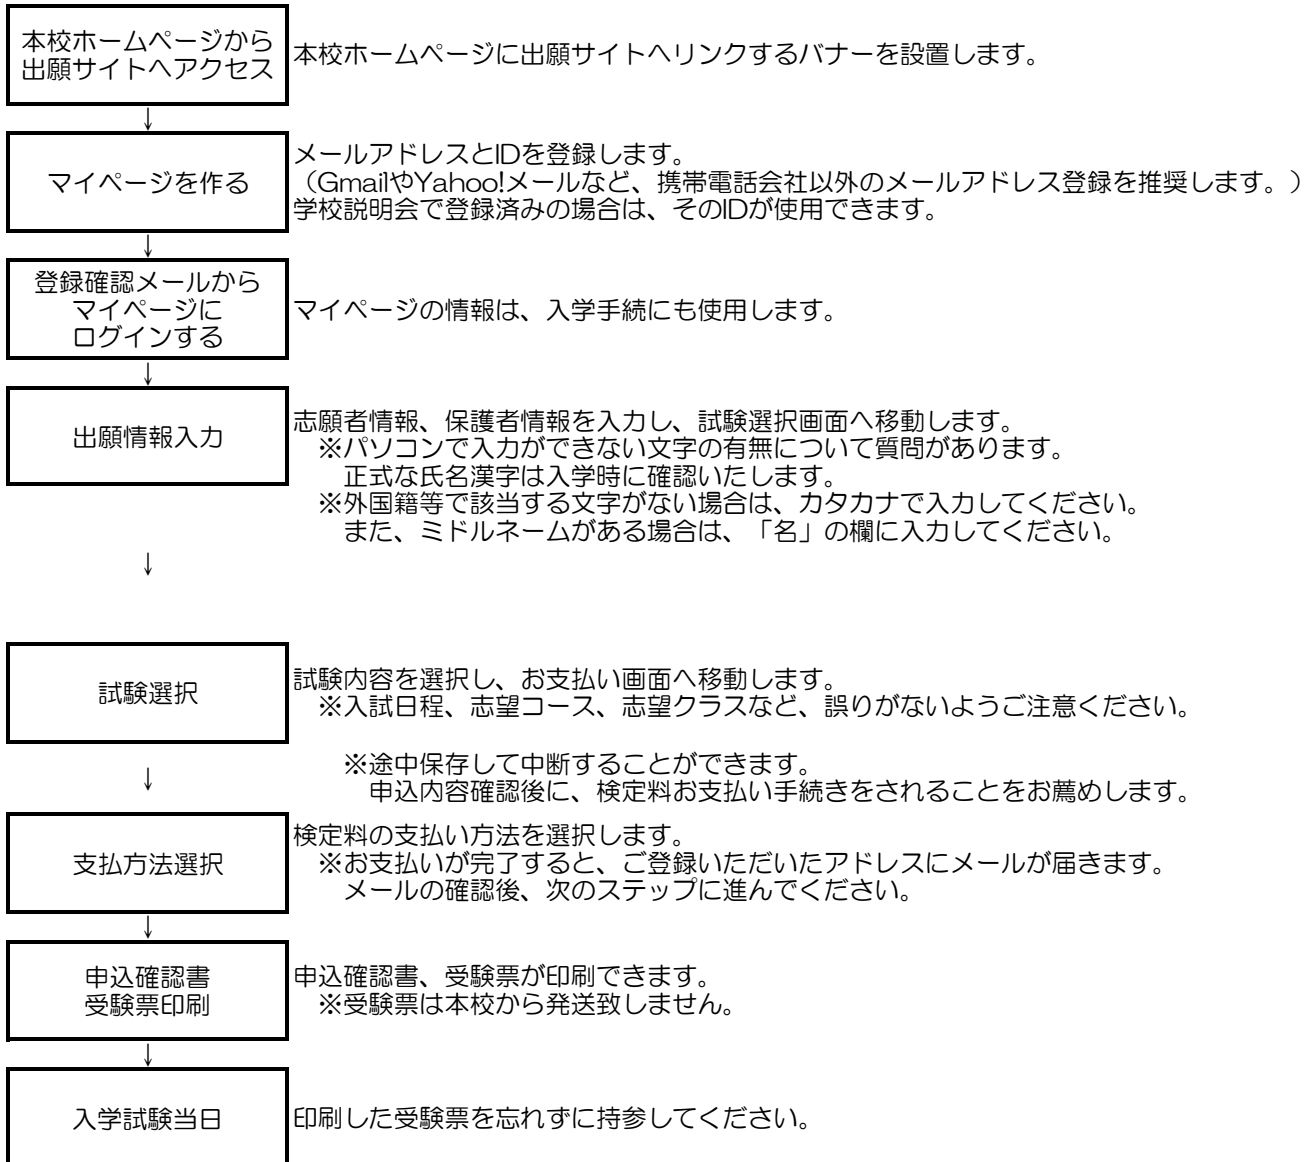 本校ホームページから
出願サイトへアクセス
本校ホームページに出願サイトへリンクするバナーを設置します。
↓
マイページを作る
メールアドレスとIDを登録します。
（GmailやYahoo!メールなど、携帯電話会社以外のメールアドレス登録を推奨します。）
学校説明会で登録済みの場合は、そのIDが使用できます。
↓
登録確認メールから
マイページに
ログインする
マイページの情報は、入学手続にも使用します。
↓
出願情報入力
志願者情報、保護者情報を入力し、試験選択画面へ移動します。
※パソコンで入力ができない文字の有無について質問があります。
正式な氏名漢字は入学時に確認いたします。
※外国籍等で該当する文字がない場合は、カタカナで入力してください。
また、ミドルネームがある場合は、「名」の欄に入力してください。
↓
試験選択
試験内容を選択し、お支払い画面へ移動します。
※入試日程、志望コース、志望クラスなど、誤りがないようご注意ください。
※途中保存して中断することができます。
申込内容確認後に、検定料お支払い手続きをされることをお薦めします。
↓
支払方法選択
検定料の支払い方法を選択します。
※お支払いが完了すると、ご登録いただいたアドレスにメールが届きます。
メールの確認後、次のステップに進んでください。
↓
申込確認書
受験票印刷
申込確認書、受験票が印刷できます。
※受験票は本校から発送致しません。
↓
入学試験当日
印刷した受験票を忘れずに持参してください。